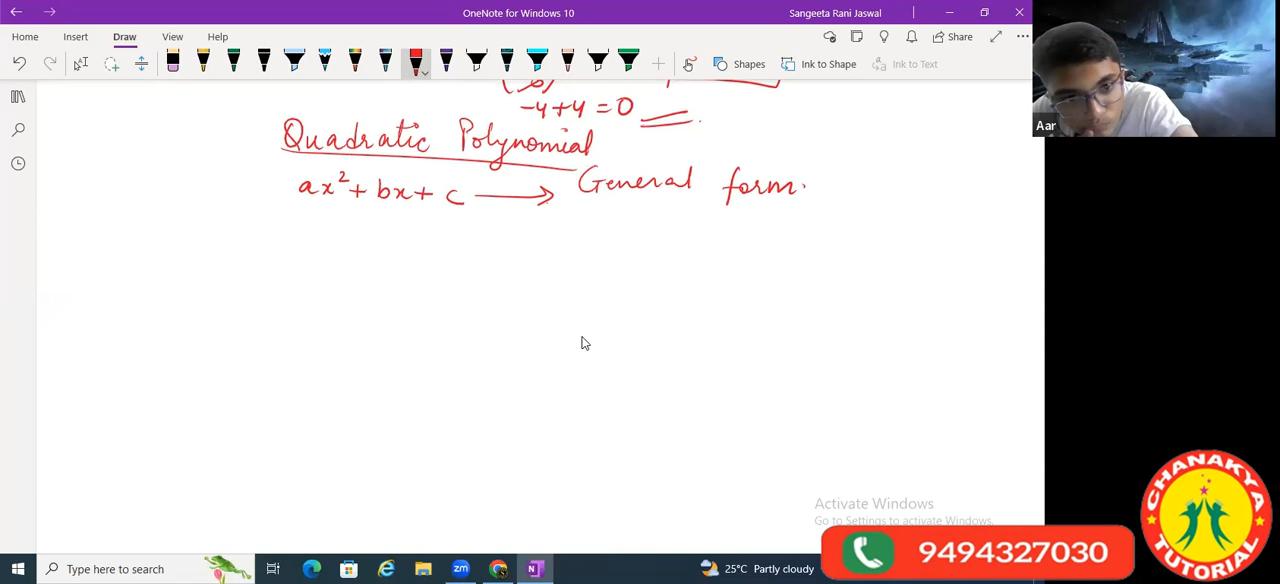 OneNote for Windows 10
Sangeeta Rani Jaswal
Home Insert Draw View Help
Share
Shapes Ink to Shape Ink to Text
-4+4 = 0
Quadratic Polynomial
ax² + bx + c ⟶ General form.
Aar
Activate Windows
Go to Settings to activate Windows.
CHANAKYA
TUTORIAL
9494327030
Type here to search
zm
25°C Partly cloudy